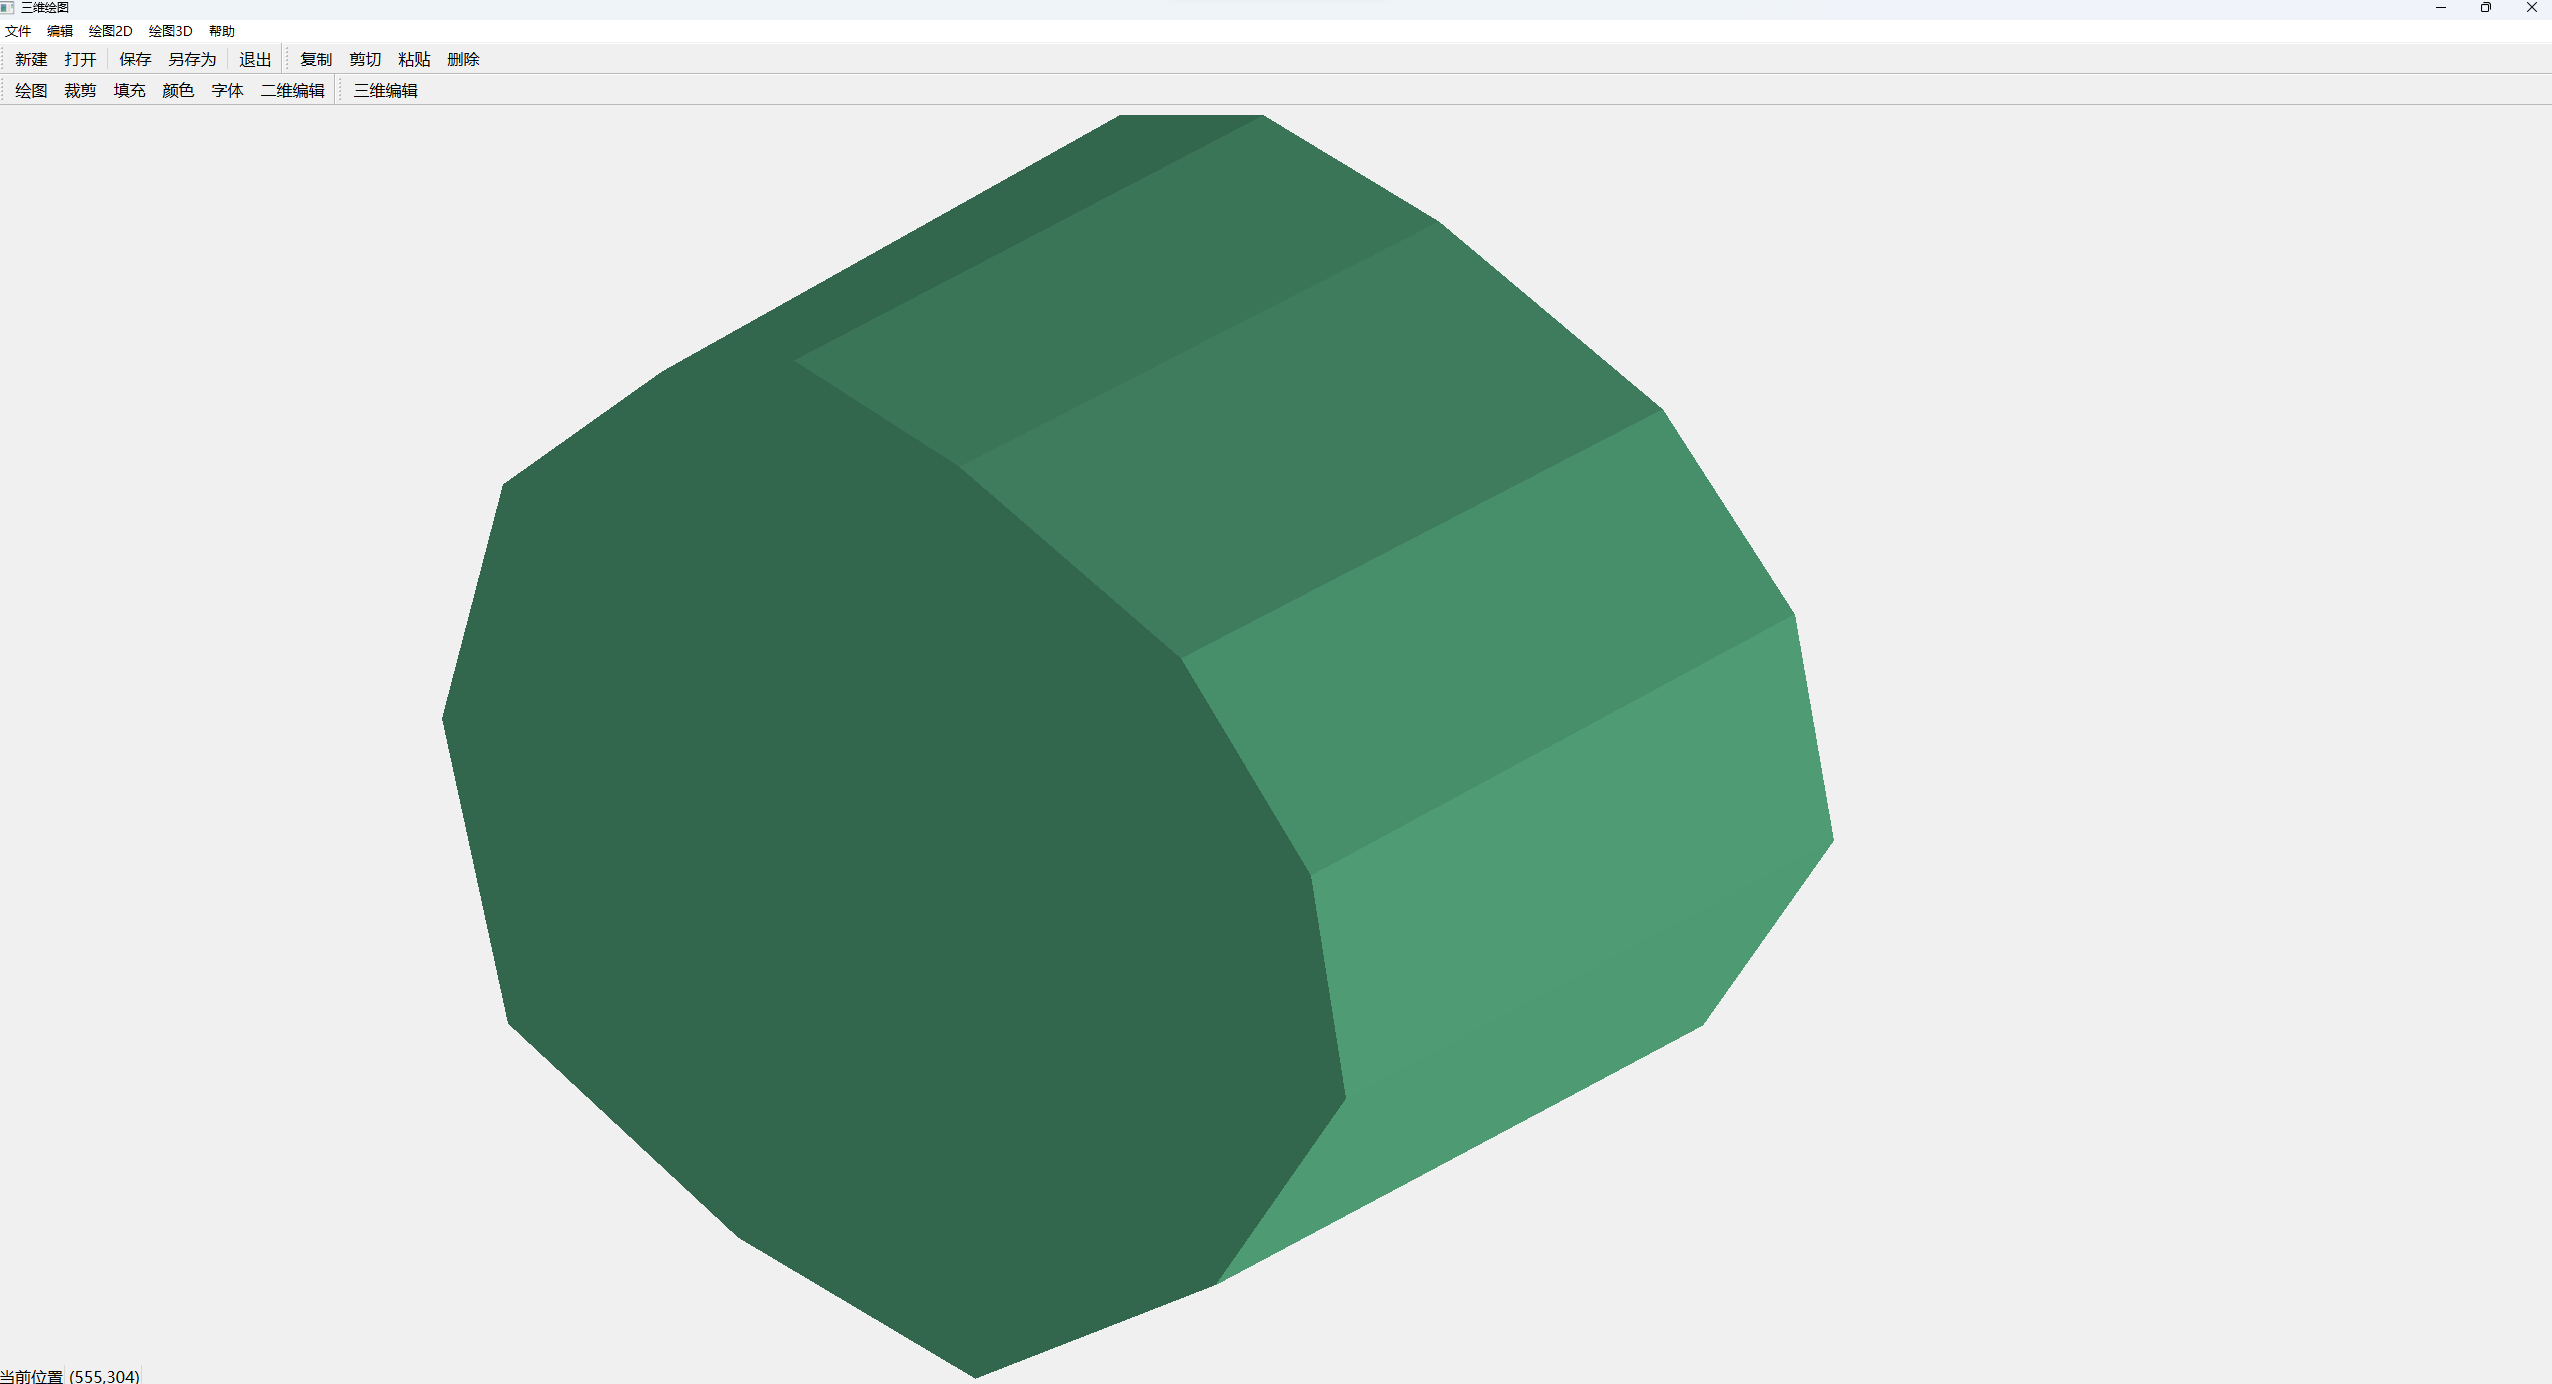 三维绘图
文件 编辑 绘图2D 绘图3D 帮助
新建 打开 保存 另存为 退出 复制 剪切 粘贴 删除
绘图 裁剪 填充 颜色 字体 二维编辑 三维编辑
当前位置 (555,304)